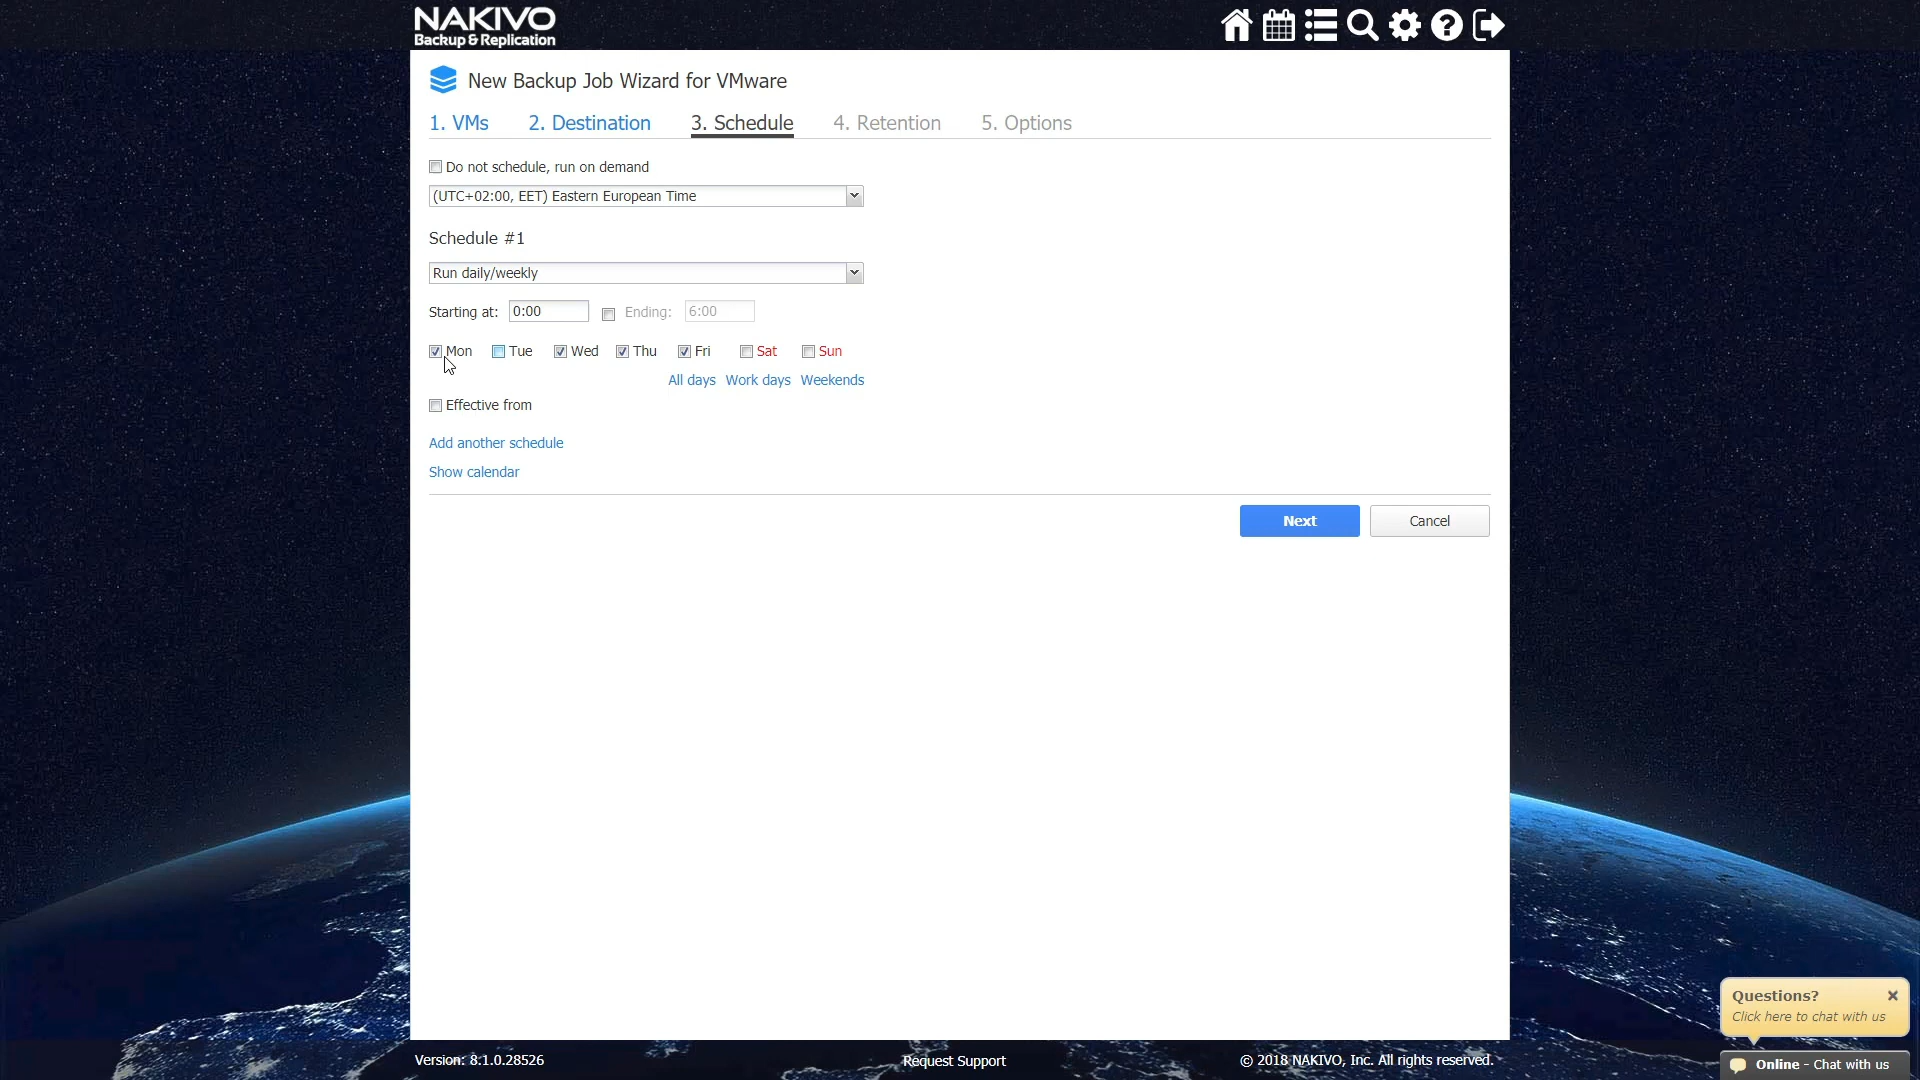 NAKIVO
Backup & Replication
New Backup Job Wizard for VMware
1. VMs 2. Destination 3. Schedule 4. Retention 5. Options
Do not schedule, run on demand
(UTC+02:00, EET) Eastern European Time
Schedule #1
Run daily/weekly
Starting at: 0:00 Ending: 6:00
Mon Tue Wed Thu Fri Sat Sun
All days Work days Weekends
Effective from
Add another schedule
Show calendar
Next Cancel
Questions?
Click here to chat with us
Version: 8.1.0.28526 Request Support © 2018 NAKIVO, Inc. All rights reserved.
Online - Chat with us